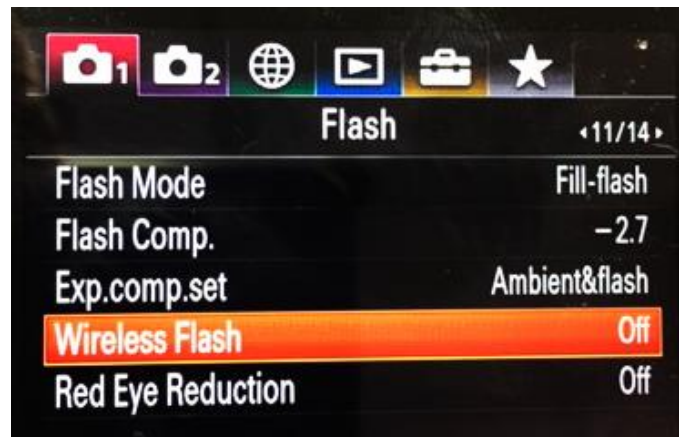 1 2
Flash 11/14
Flash Mode Fill-flash
Flash Comp. −2.7
Exp.comp.set Ambient&flash
Wireless Flash Off
Red Eye Reduction Off